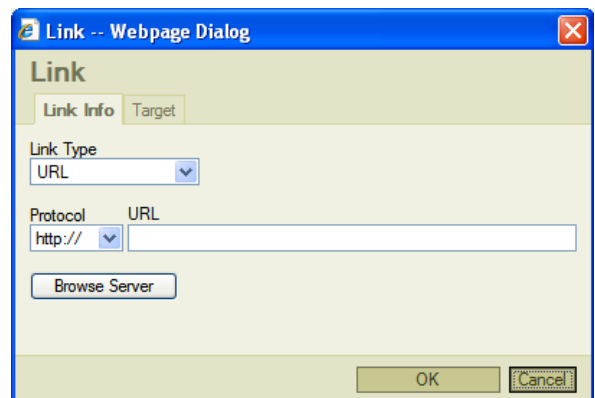 Link -- Webpage Dialog
Link
Link Info Target
Link Type
URL
Protocol URL
http://
Browse Server
OK Cancel